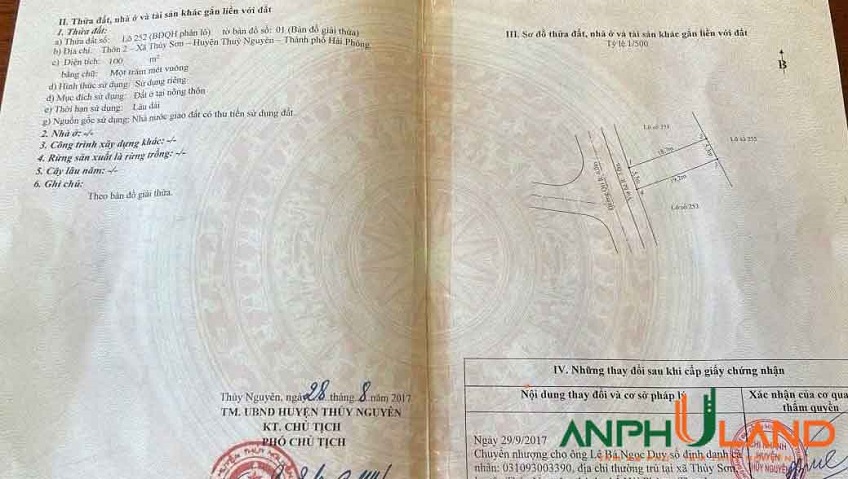 II. Thửa đất, nhà ở và tài sản khác gắn liền với đất
1. Thửa đất:
a) Thửa đất số: Lô 252 (BĐQH phân lô) tờ bản đồ số: 01 (Bản đồ giải thửa)
b) Địa chỉ: Thôn 2 – Xã Thủy Sơn – Huyện Thuỷ Nguyên – Thành phố Hải Phòng
c) Diện tích: 100 m²
bằng chữ: Một trăm mét vuông
d) Hình thức sử dụng: Sử dụng riêng
đ) Mục đích sử dụng: Đất ở tại nông thôn
e) Thời hạn sử dụng: Lâu dài
g) Nguồn gốc sử dụng: Nhà nước giao đất có thu tiền sử dụng đất.
2. Nhà ở: -/-
3. Công trình xây dựng khác: -/-
4. Rừng sản xuất là rừng trồng: -/-
5. Cây lâu năm: -/-
6. Ghi chú:
Theo bản đồ giải thửa.
Thủy Nguyên, ngày 28 tháng 8 năm 2017
TM. UBND HUYỆN THỦY NGUYÊN
KT. CHỦ TỊCH
PHÓ CHỦ TỊCH
III. Sơ đồ thửa đất, nhà ở và tài sản khác gắn liền với đất
Tỷ lệ 1/500
B
Lô số 251
Lô số 255
Lô số 253
IV. Những thay đổi sau khi cấp giấy chứng nhận
Nội dung thay đổi và cơ sở pháp lý
Xác nhận của cơ quan
thẩm quyền
Ngày 29/9/2017
Chuyển nhượng cho ông Lê Bá Ngọc Duy số định danh cá
nhân: 031093003390, địa chỉ thường trú tại xã Thủy Sơn,
CHI NHÁNH
HUYỆN
THỦY NGUYÊN
ANPHULAND